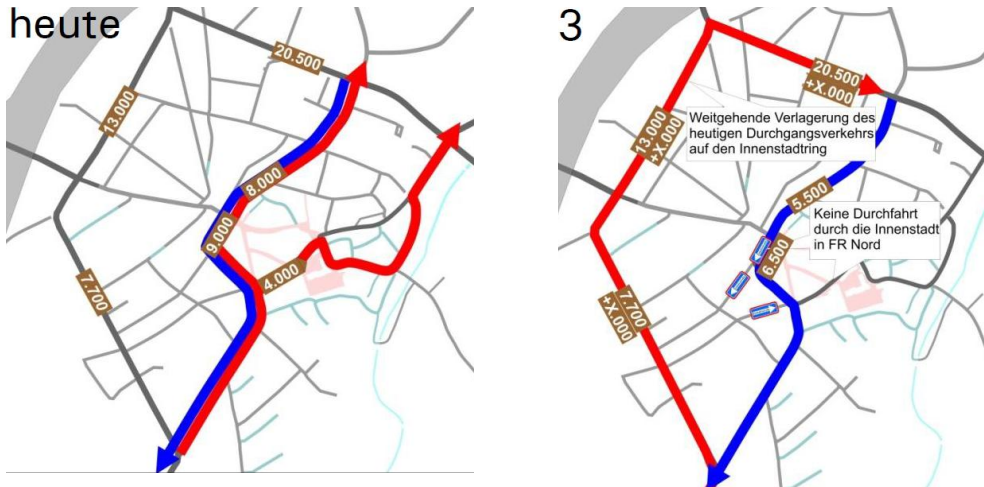 heute
20.500
13.000
8.000
9.000
4.000
7.700
3
20.500
+X.000
13.000
+X.000
Weitgehende Verlagerung des
heutigen Durchgangsverkehrs
auf den Innenstadtring
5.500
Keine Durchfahrt
durch die Innenstadt
in FR Nord
6.500
7.700
+X.000